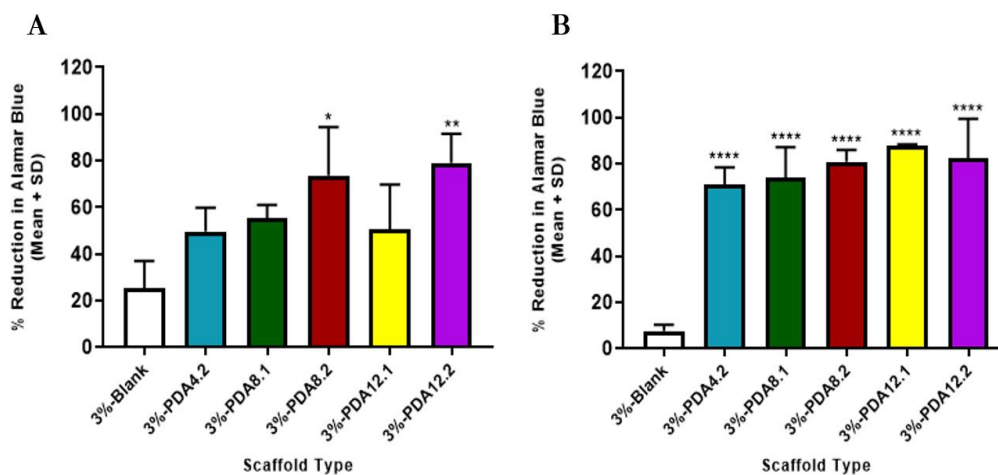 A
% Reduction in Alamar Blue
(Mean + SD)
120
100
80
60
40
20
0
*
**
3%-Blank
3%-PDA4.2
3%-PDA8.1
3%-PDA8.2
3%-PDA12.1
3%-PDA12.2
Scaffold Type
B
% Reduction in Alamar Blue
(Mean + SD)
120
100
80
60
40
20
0
****
****
****
****
****
3%-Blank
3%-PDA4.2
3%-PDA8.1
3%-PDA8.2
3%-PDA12.1
3%-PDA12.2
Scaffold Type